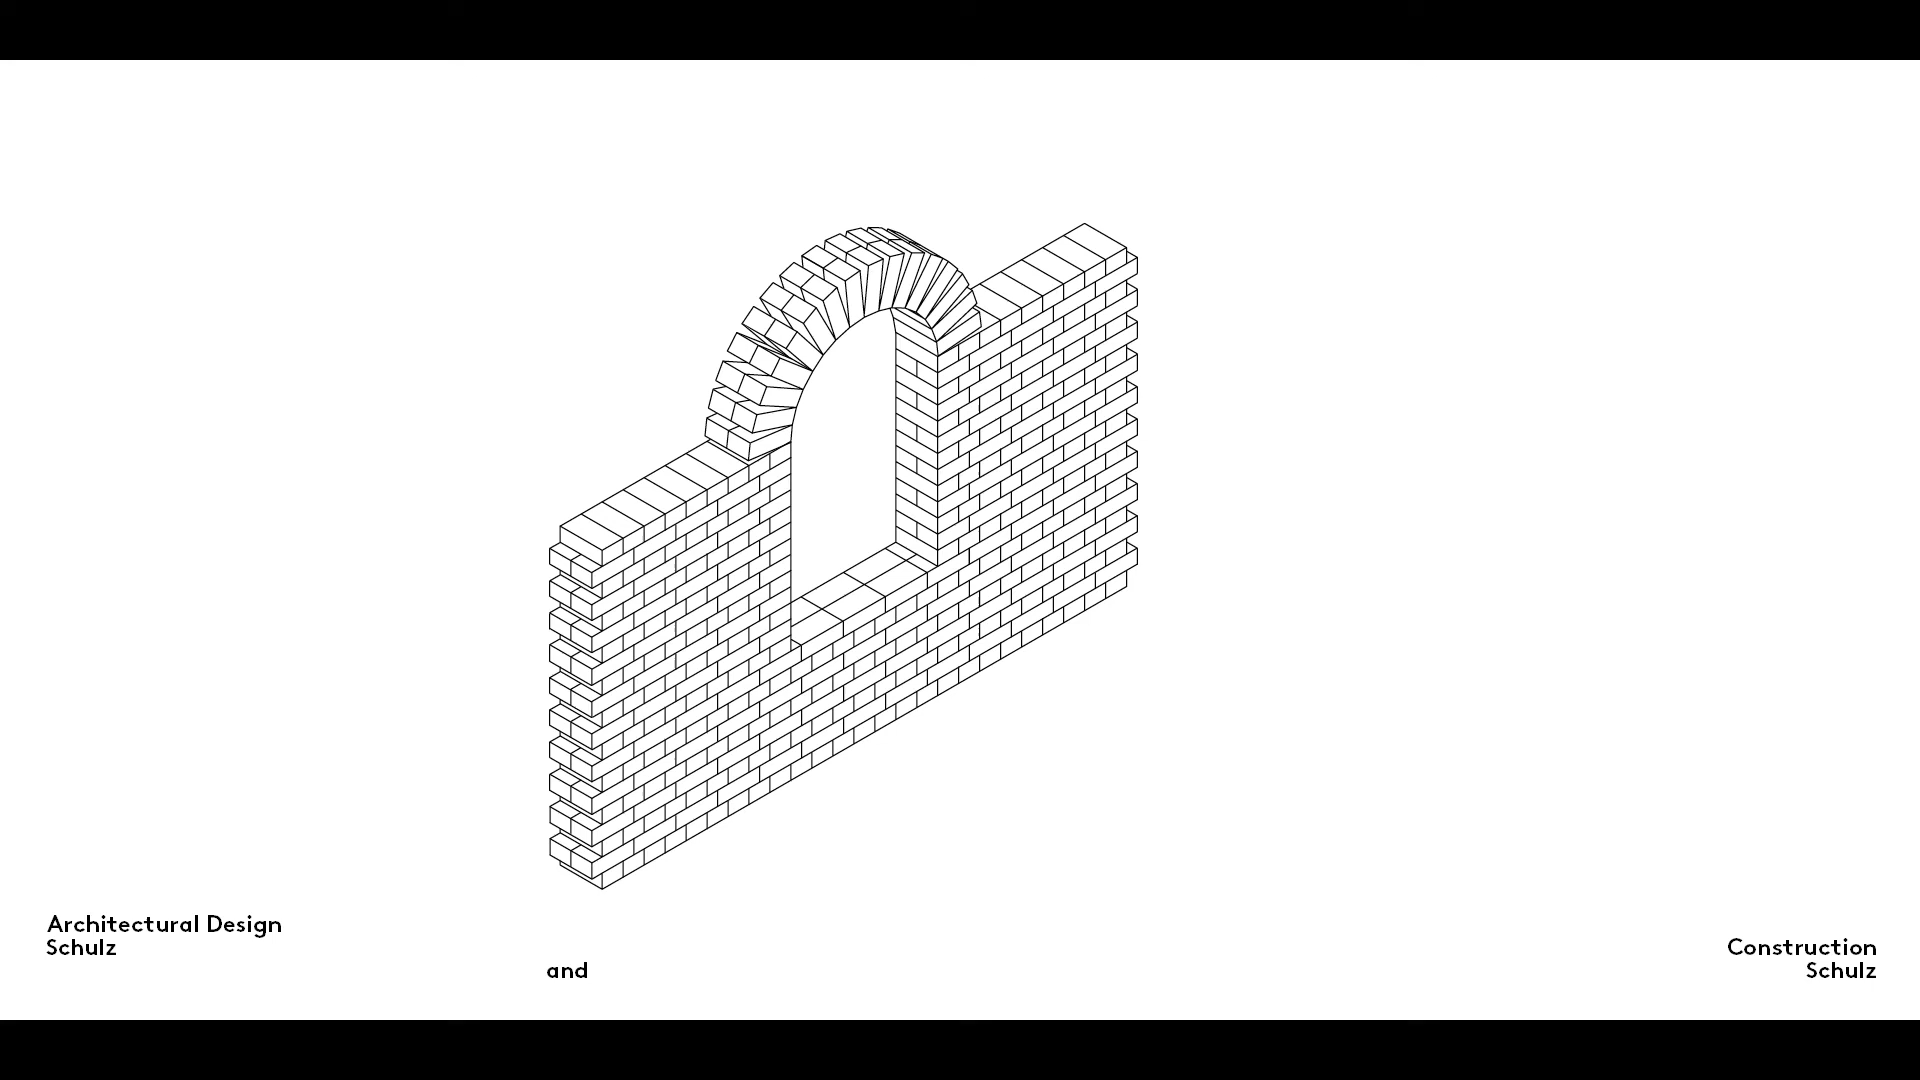 Architectural Design
Schulz
and
Construction
Schulz